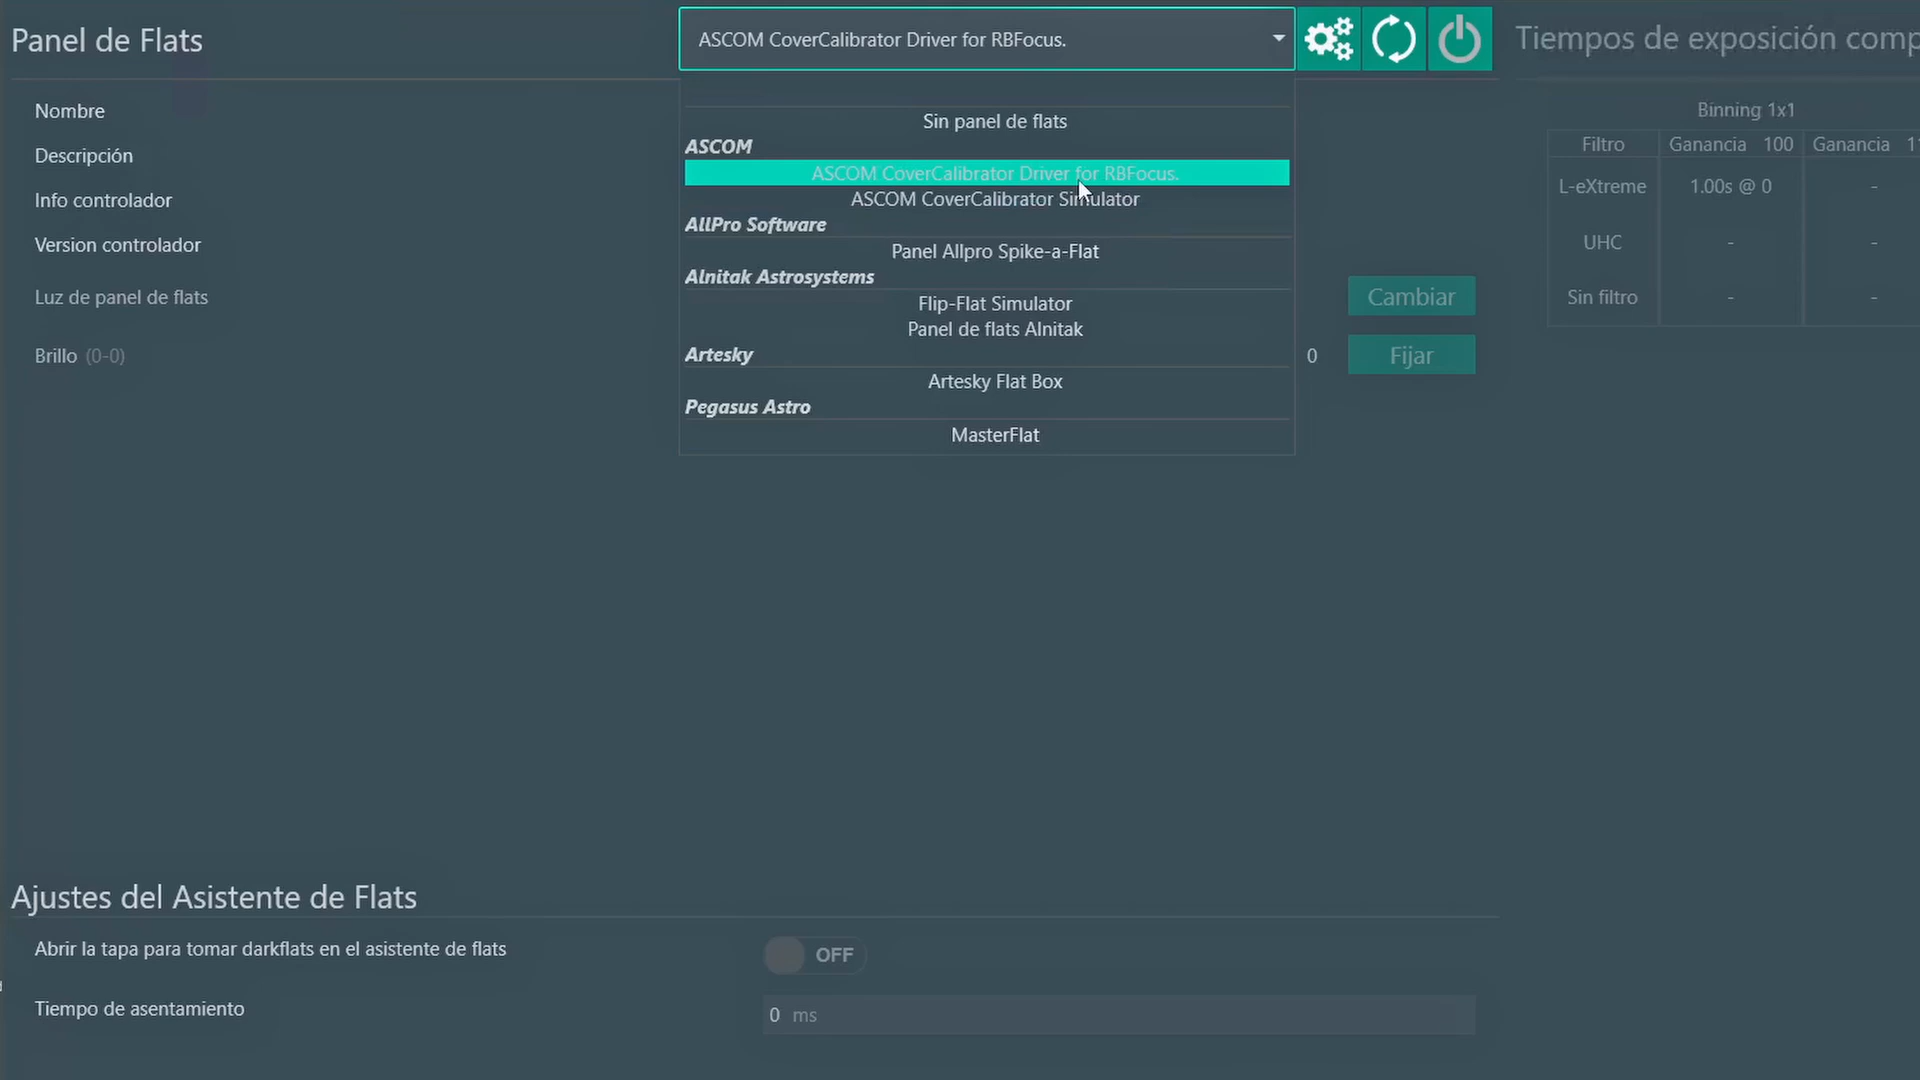 Panel de Flats
ASCOM CoverCalibrator Driver for RBFocus.
Sin panel de flats
ASCOM
ASCOM CoverCalibrator Driver for RBFocus.
ASCOM CoverCalibrator Simulator
AllPro Software
Panel Allpro Spike-a-Flat
Alnitak Astrosystems
Flip-Flat Simulator
Panel de flats Alnitak
Artesky
Artesky Flat Box
Pegasus Astro
MasterFlat
Nombre
Descripción
Info controlador
Version controlador
Luz de panel de flats
Cambiar
Brillo (0-0)
0
Fijar
Tiempos de exposición comp
Binning 1x1
Filtro Ganancia 100 Ganancia 1
L-eXtreme 1.00s @ 0 -
UHC - -
Sin filtro - -
Ajustes del Asistente de Flats
Abrir la tapa para tomar darkflats en el asistente de flats
OFF
Tiempo de asentamiento
0 ms